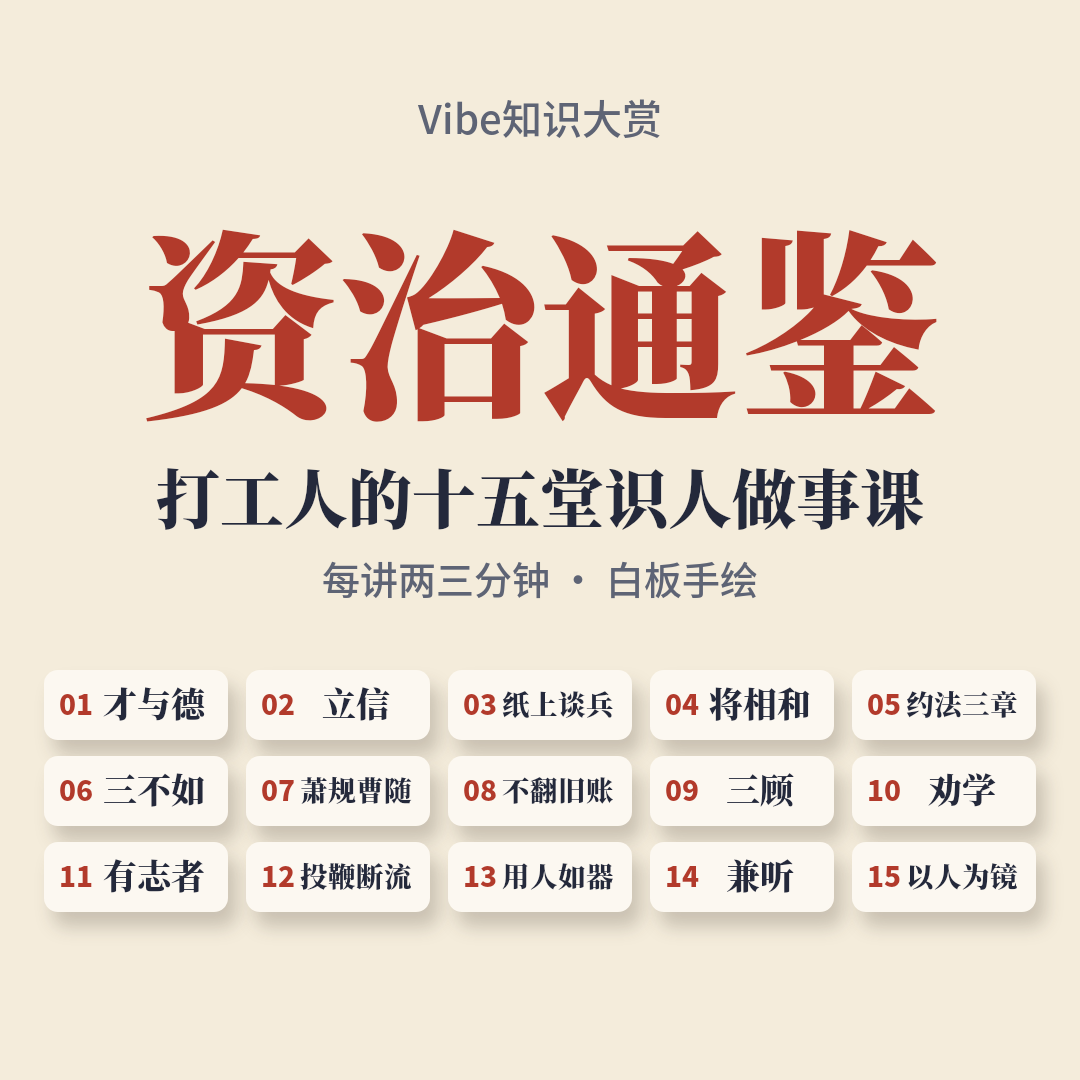 Vibe知识大赏
资治通鉴
打工人的十五堂识人做事课
每讲两三分钟 · 白板手绘
01 才与德 02 立信 03 纸上谈兵 04 将相和 05 约法三章
06 三不如 07 萧规曹随 08 不翻旧账 09 三顾 10 劝学
11 有志者 12 投鞭断流 13 用人如器 14 兼听 15 以人为镜